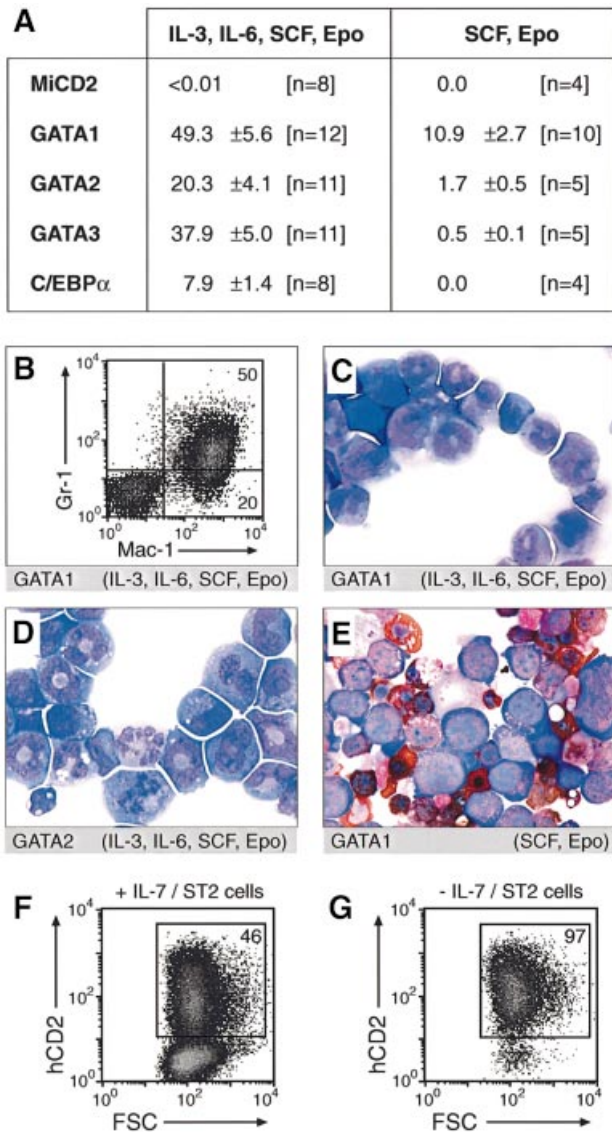 A
IL-3, IL-6, SCF, Epo SCF, Epo
MiCD2 <0.01 [n=8] 0.0 [n=4]
GATA1 49.3 ±5.6 [n=12] 10.9 ±2.7 [n=10]
GATA2 20.3 ±4.1 [n=11] 1.7 ±0.5 [n=5]
GATA3 37.9 ±5.0 [n=11] 0.5 ±0.1 [n=5]
C/EBPα 7.9 ±1.4 [n=8] 0.0 [n=4]
B
50
20
Gr-1
10⁴
10²
10⁰
10⁰ 10² 10⁴
Mac-1
GATA1 (IL-3, IL-6, SCF, Epo)
C
GATA1 (IL-3, IL-6, SCF, Epo)
D
GATA2 (IL-3, IL-6, SCF, Epo)
E
GATA1 (SCF, Epo)
F
+ IL-7 / ST2 cells
46
hCD2
10⁴
10²
10⁰
10⁰ 10² 10⁴
FSC
G
- IL-7 / ST2 cells
97
hCD2
10⁴
10²
10⁰
10⁰ 10² 10⁴
FSC